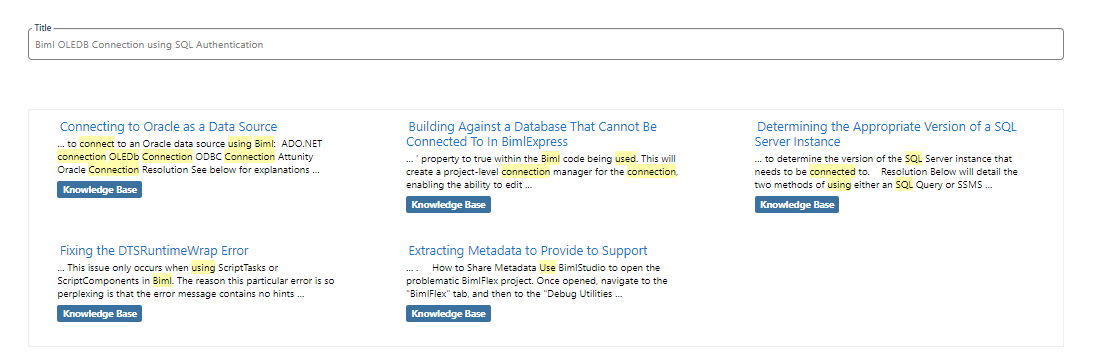 Title
Biml OLEDB Connection using SQL Authentication
Connecting to Oracle as a Data Source
... to connect to an Oracle data source using Biml:  ADO.NET
connection OLEDb Connection ODBC Connection Attunity
Oracle Connection Resolution See below for explanations ...
Knowledge Base
Building Against a Database That Cannot Be
Connected To In BimlExpress
... ' property to true within the Biml code being used. This will
create a project-level connection manager for the connection,
enabling the ability to edit ...
Knowledge Base
Determining the Appropriate Version of a SQL
Server Instance
... to determine the version of the SQL Server instance that
needs to be connected to.    Resolution Below will detail the
two methods of using either an SQL Query or SSMS ...
Knowledge Base
Fixing the DTSRuntimeWrap Error
... This issue only occurs when using ScriptTasks or
ScriptComponents in Biml. The reason this particular error is so
perplexing is that the error message contains no hints ...
Knowledge Base
Extracting Metadata to Provide to Support
... .    How to Share Metadata Use BimlStudio to open the
problematic BimlFlex project. Once opened, navigate to the
"BimlFlex" tab, and then to the "Debug Utilities ...
Knowledge Base